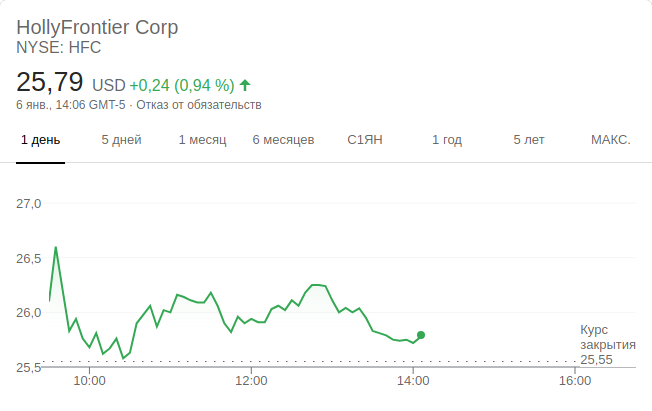 HollyFrontier Corp
NYSE: HFC
25,79 USD +0,24 (0,94 %)
6 янв., 14:06 GMT-5 · Отказ от обязательств
1 день 5 дней 1 месяц 6 месяцев С1ЯН 1 год 5 лет МАКС.
27,0
26,5
26,0
Курс
закрытия
25,55
25,5
10:00 12:00 14:00 16:00